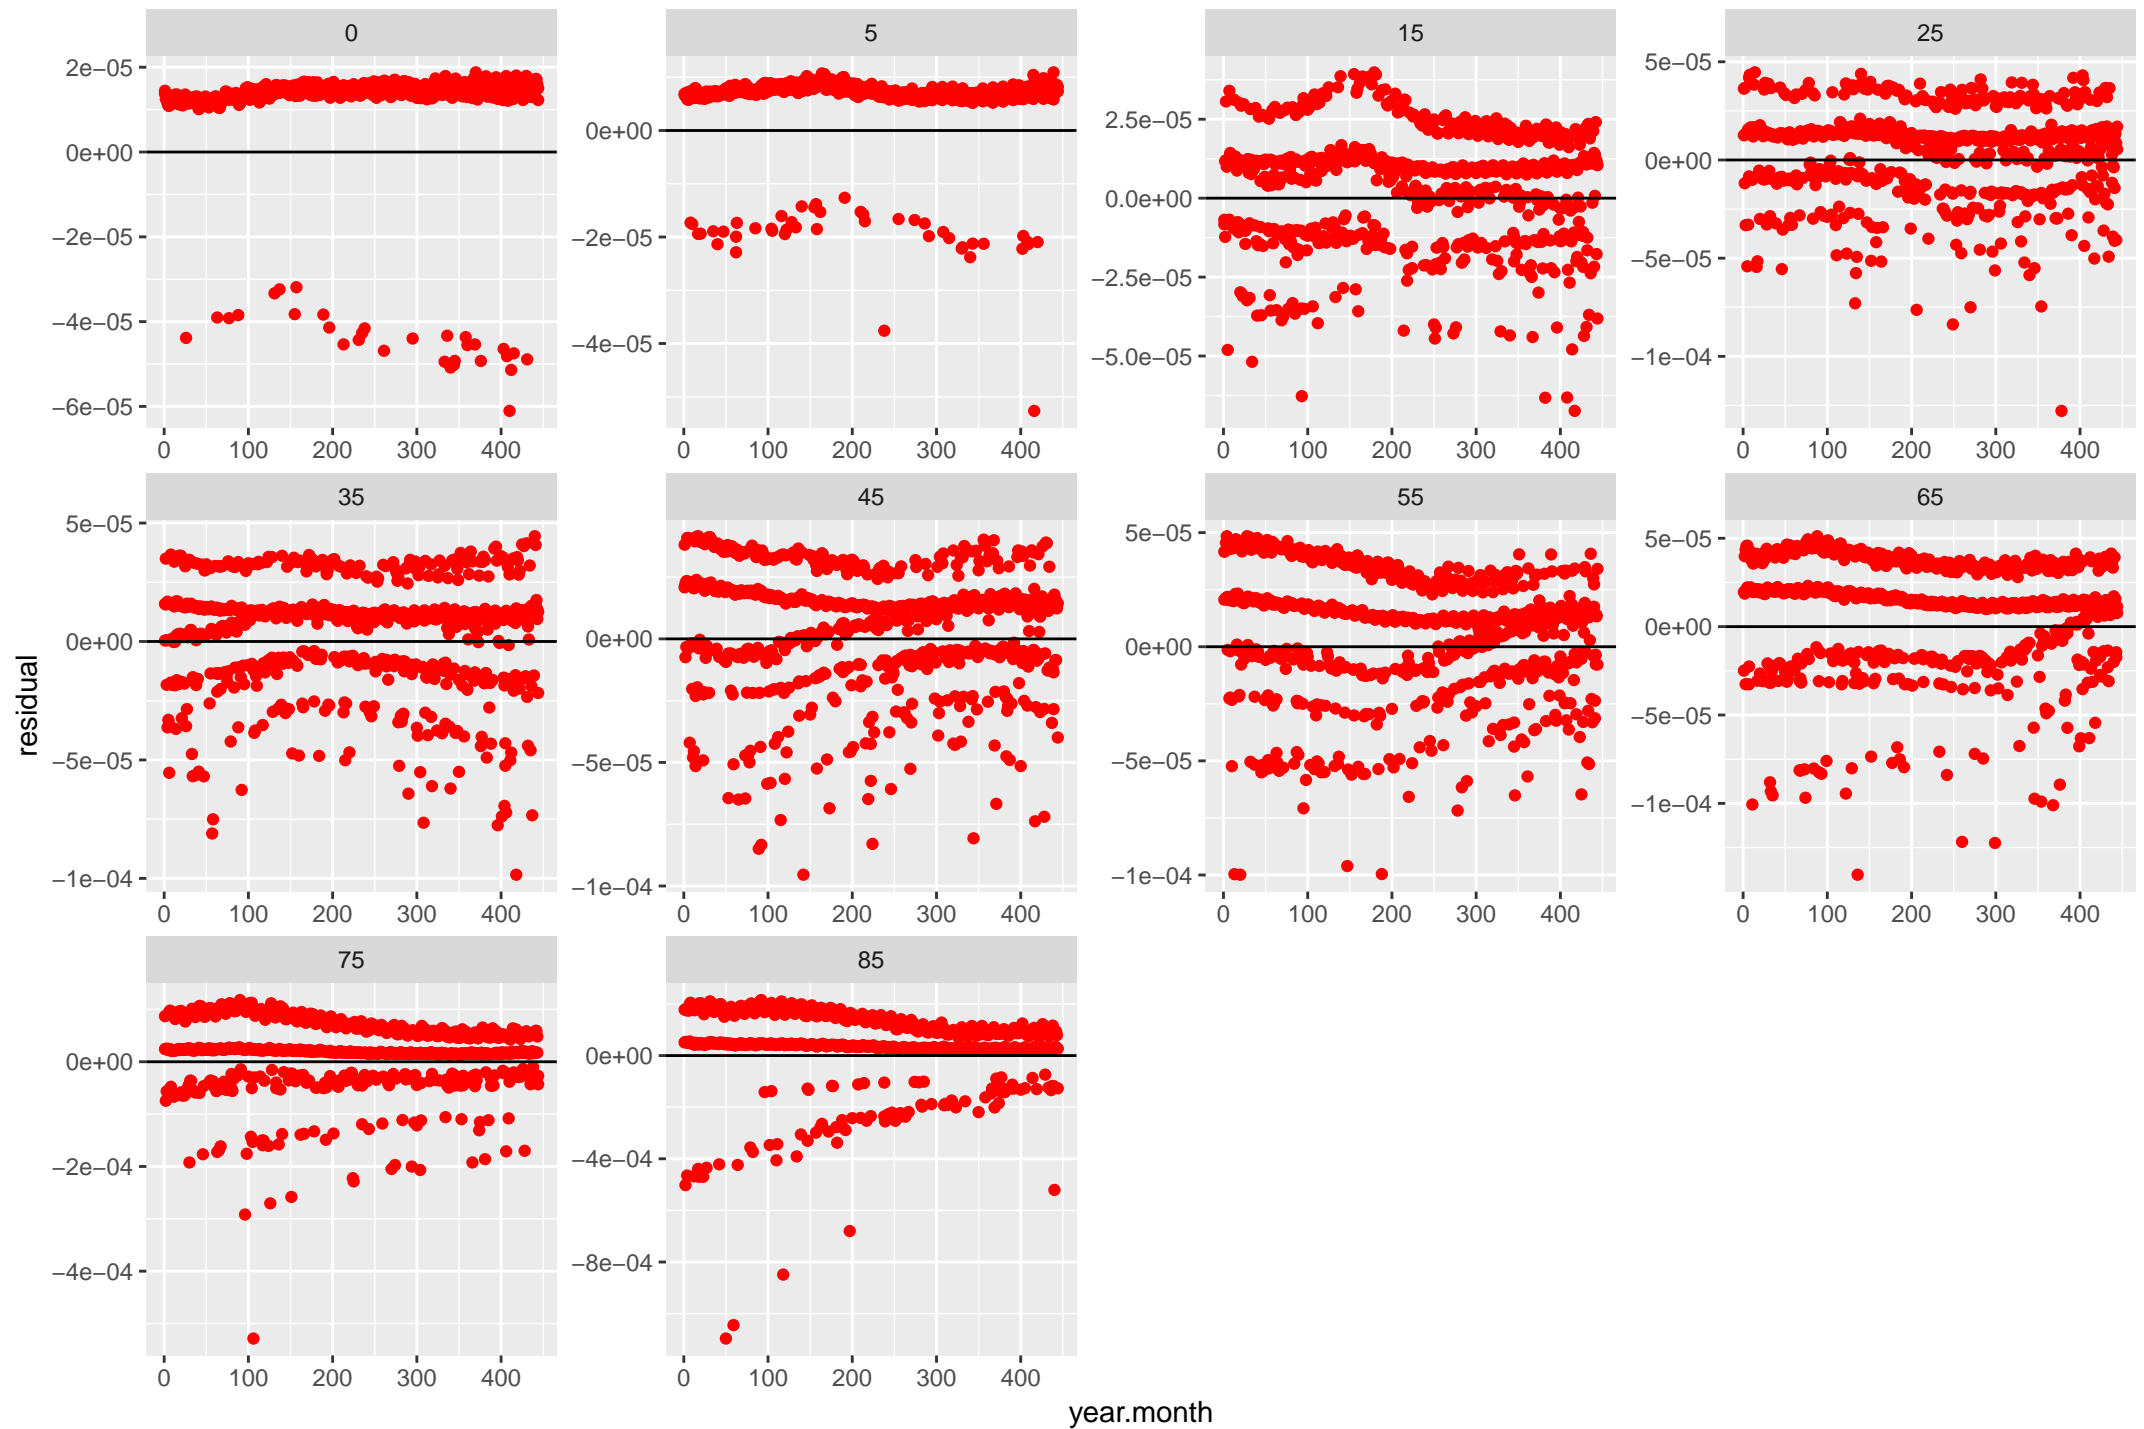 0 5 15 25
2e−05
0e+00
−2e−05
−4e−05
−6e−05
0 100 200 300 400
0e+00
−2e−05
−4e−05
0 100 200 300 400
2.5e−05
0.0e+00
−2.5e−05
−5.0e−05
0 100 200 300 400
5e−05
0e+00
−5e−05
−1e−04
0 100 200 300 400
35 45 55 65
5e−05
0e+00
−5e−05
−1e−04
0 100 200 300 400
0e+00
−5e−05
−1e−04
0 100 200 300 400
5e−05
0e+00
−5e−05
−1e−04
0 100 200 300 400
5e−05
0e+00
−5e−05
−1e−04
0 100 200 300 400
75 85
0e+00
−2e−04
−4e−04
0 100 200 300 400
0e+00
−4e−04
−8e−04
0 100 200 300 400
residual
year.month